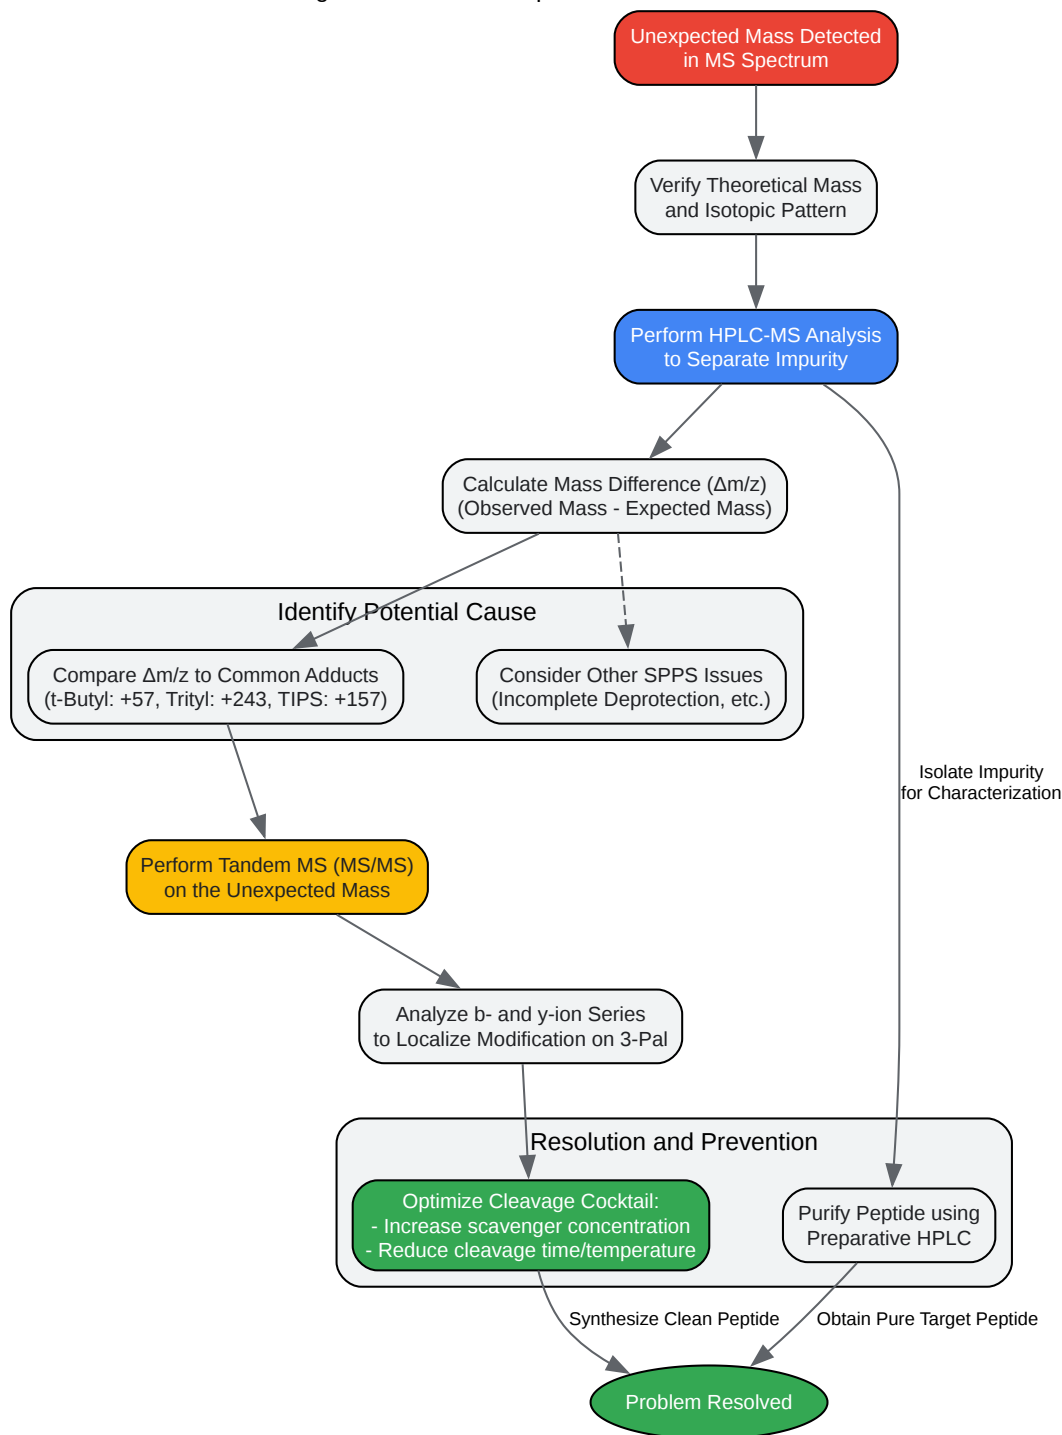 Unexpected Mass Detected
in MS Spectrum
Verify Theoretical Mass
and Isotopic Pattern
Perform HPLC-MS Analysis
to Separate Impurity
Calculate Mass Difference (Δm/z)
(Observed Mass - Expected Mass)
Identify Potential Cause
Compare Δm/z to Common Adducts
(t-Butyl: +57, Trityl: +243, TIPS: +157)
Consider Other SPPS Issues
(Incomplete Deprotection, etc.)
Isolate Impurity
for Characterization
Perform Tandem MS (MS/MS)
on the Unexpected Mass
Analyze b- and y-ion Series
to Localize Modification on 3-Pal
Resolution and Prevention
Optimize Cleavage Cocktail:
- Increase scavenger concentration
- Reduce cleavage time/temperature
Purify Peptide using
Preparative HPLC
Synthesize Clean Peptide
Obtain Pure Target Peptide
Problem Resolved